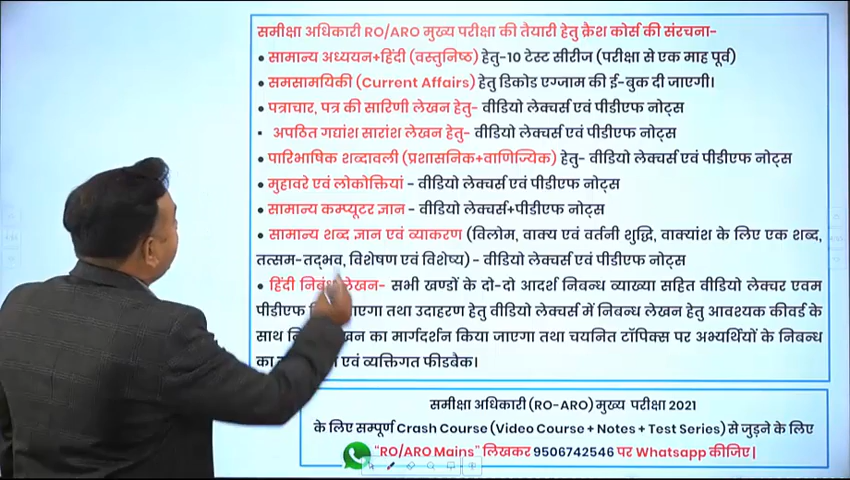 समीक्षा अधिकारी RO/ARO मुख्य परीक्षा की तैयारी हेतु क्रैश कोर्स की संरचना-
• सामान्य अध्ययन+हिंदी (वस्तुनिष्ठ) हेतु-10 टेस्ट सीरीज (परीक्षा से एक माह पूर्व)
• समसामयिकी (Current Affairs) हेतु डिकोड एग्जाम की ई-बुक दी जाएगी।
• पत्राचार, पत्र की सारिणी लेखन हेतु- वीडियो लेक्चर्स एवं पीडीएफ नोट्स
• अपठित गद्यांश सारांश लेखन हेतु- वीडियो लेक्चर्स एवं पीडीएफ नोट्स
• पारिभाषिक शब्दावली (प्रशासनिक+वाणिज्यिक) हेतु- वीडियो लेक्चर्स एवं पीडीएफ नोट्स
• मुहावरे एवं लोकोक्तियां - वीडियो लेक्चर्स एवं पीडीएफ नोट्स
• सामान्य कम्प्यूटर ज्ञान - वीडियो लेक्चर्स+पीडीएफ नोट्स
• सामान्य शब्द ज्ञान एवं व्याकरण (विलोम, वाक्य एवं वर्तनी शुद्धि, वाक्यांश के लिए एक शब्द,
तत्सम-तद्भव, विशेषण एवं विशेष्य) - वीडियो लेक्चर्स एवं पीडीएफ नोट्स
• हिंदी लेखन- सभी खण्डों के दो-दो आदर्श निबन्ध व्याख्या सहित वीडियो लेक्चर एवम
पीडीएफ तथा उदाहरण हेतु वीडियो लेक्चर्स में निबन्ध लेखन हेतु आवश्यक कीवर्ड के
साथ का मार्गदर्शन किया जाएगा तथा चयनित टॉपिक्स पर अभ्यर्थियों के निबन्ध
का एवं व्यक्तिगत फीडबैक।
समीक्षा अधिकारी (RO-ARO) मुख्य परीक्षा 2021
के लिए सम्पूर्ण Crash Course (Video Course + Notes + Test Series) से जुड़ने के लिए
"RO/ARO Mains" लिखकर 9506742546 पर Whatsapp कीजिए|